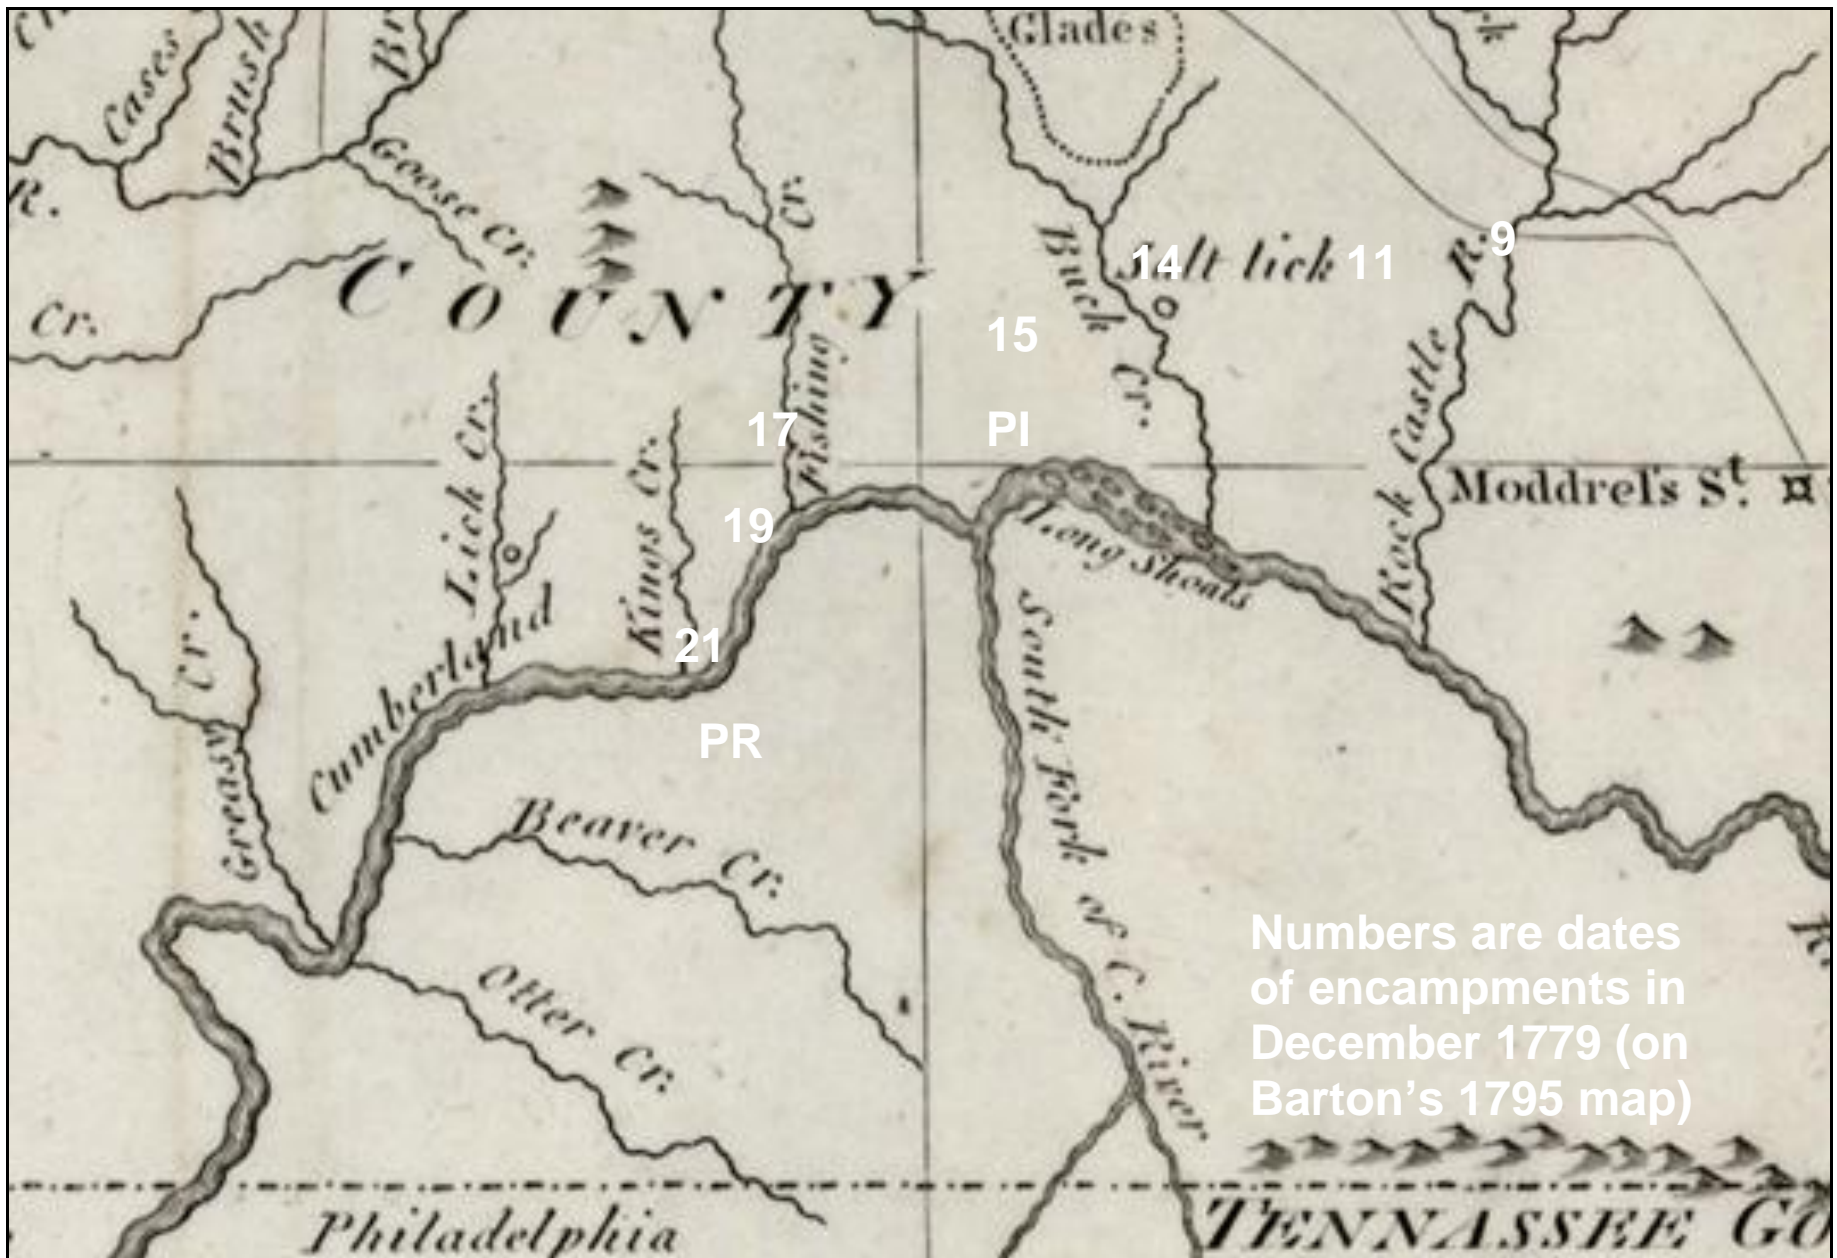 Glades
Cases
Brush
Br
R.
Goose Cr.
Cr.
Buck Cr.
14
Salt lick
11
R.
9
COUNTY
Cr.
15
Fishing
17
PI
Lick Cr.
Kings Cr.
Rock Castle
Moddrel's St.
19
Long Shoals
Cr.
Greasy
Cumberland
21
PR
South Fork of C. River
Beaver Cr.
Otter Cr.
Numbers are dates
of encampments in
December 1779 (on
Barton's 1795 map)
Philadelphia
TENNASSEE GO